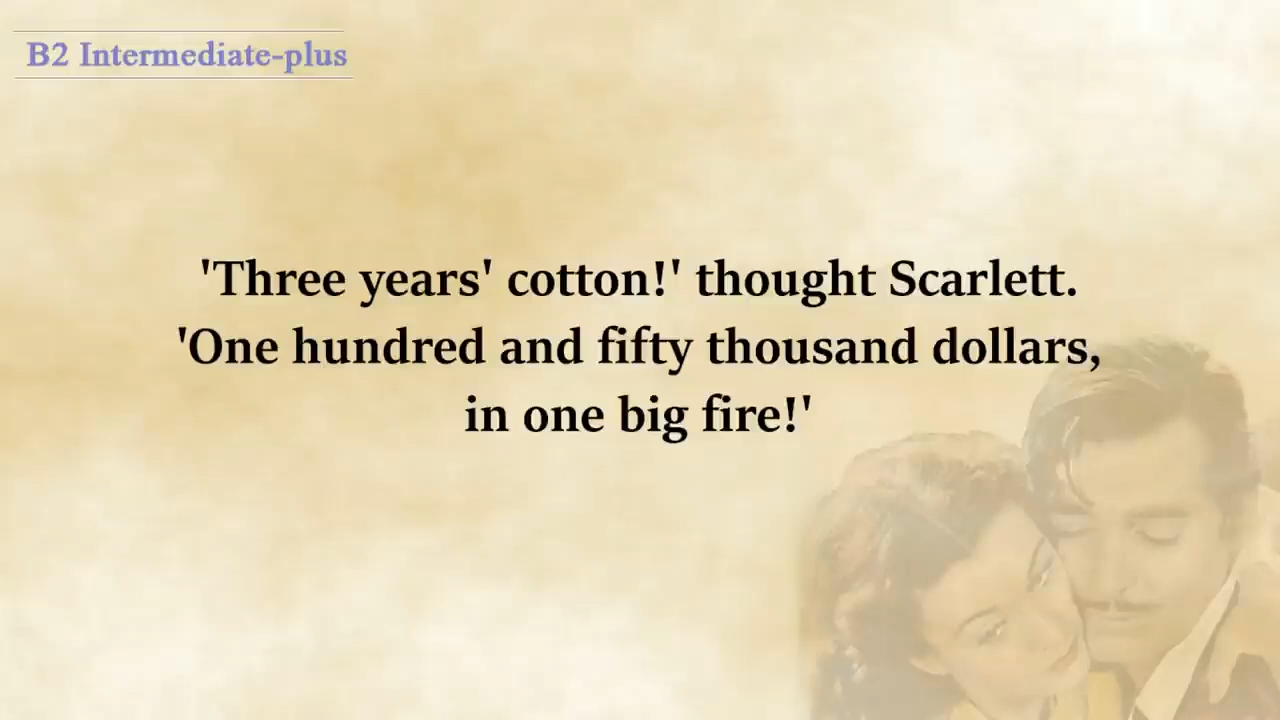 B2 Intermediate-plus
'Three years' cotton!' thought Scarlett.
'One hundred and fifty thousand dollars,
in one big fire!'